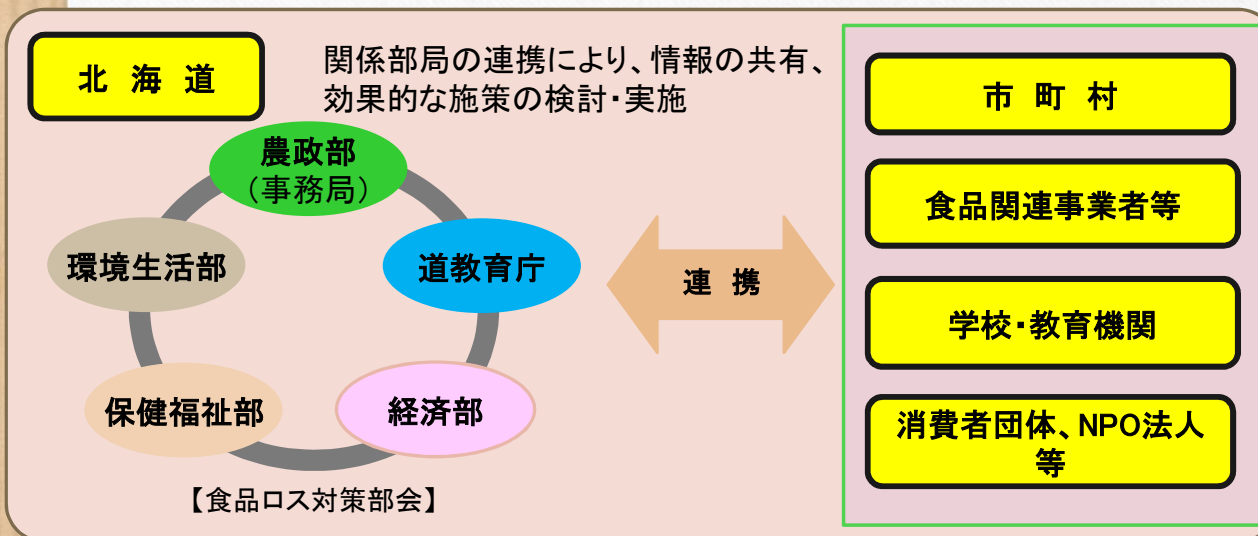 北 海 道
関係部局の連携により、情報の共有、
効果的な施策の検討・実施
農政部
（事務局）
環境生活部
道教育庁
保健福祉部
経済部
【食品ロス対策部会】
連 携
市 町 村
食品関連事業者等
学校・教育機関
消費者団体、NPO法人
等